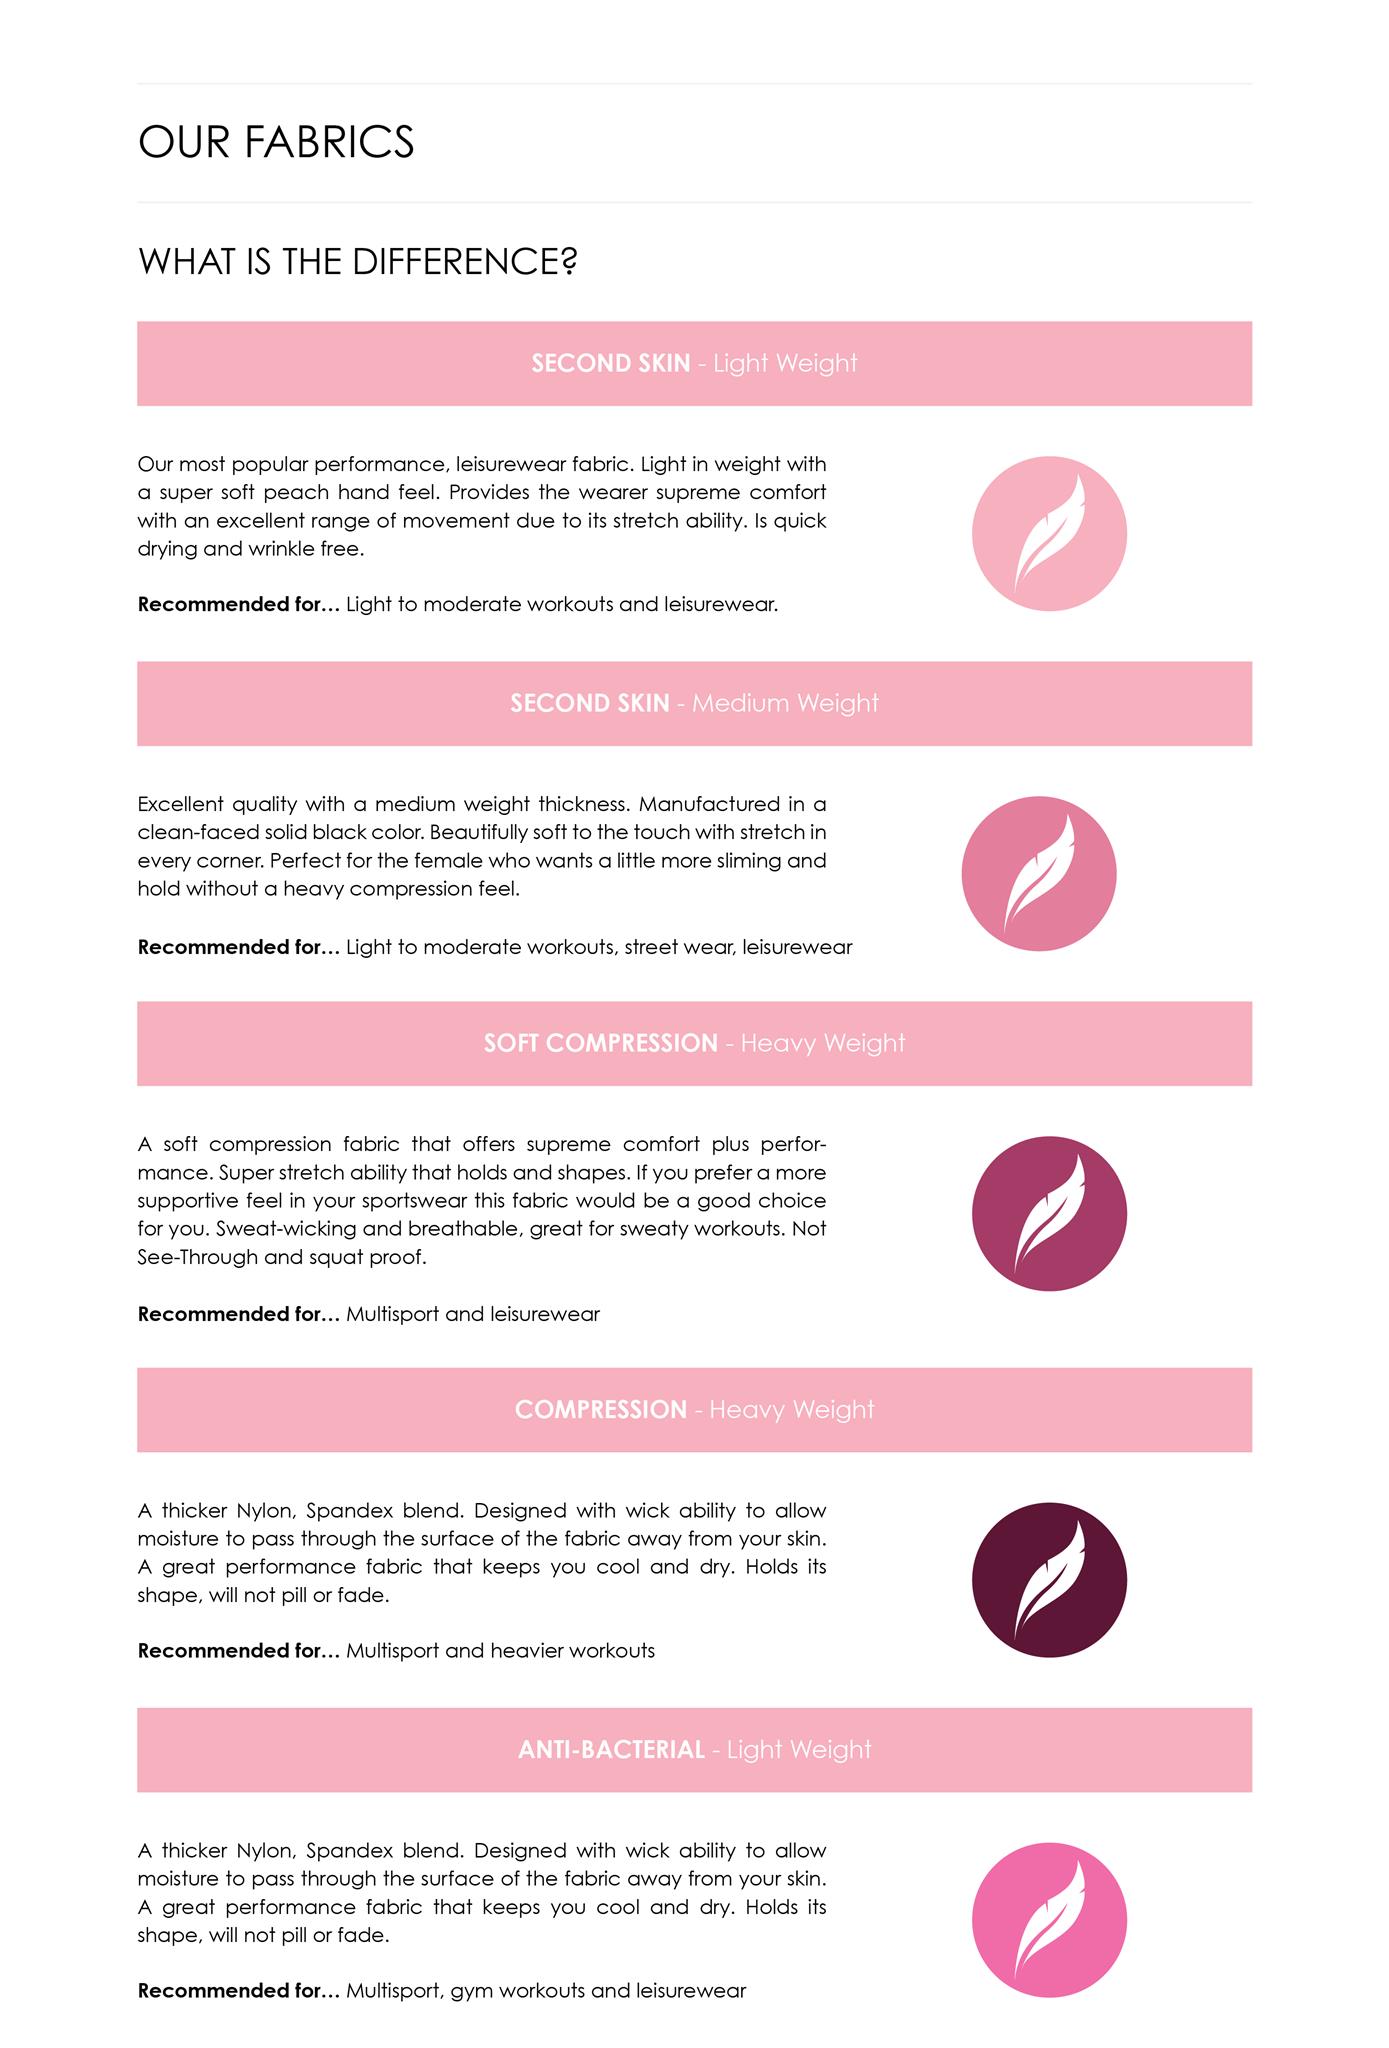 OUR FABRICS
WHAT IS THE DIFFERENCE?
SECOND SKIN - Light Weight
Our most popular performance, leisurewear fabric. Light in weight with
a super soft peach hand feel. Provides the wearer supreme comfort
with an excellent range of movement due to its stretch ability. Is quick
drying and wrinkle free.
Recommended for... Light to moderate workouts and leisurewear.
SECOND SKIN - Medium Weight
Excellent quality with a medium weight thickness. Manufactured in a
clean-faced solid black color. Beautifully soft to the touch with stretch in
every corner. Perfect for the female who wants a little more sliming and
hold without a heavy compression feel.
Recommended for... Light to moderate workouts, street wear, leisurewear
SOFT COMPRESSION - Heavy Weight
A soft compression fabric that offers supreme comfort plus perfor-
mance. Super stretch ability that holds and shapes. If you prefer a more
supportive feel in your sportswear this fabric would be a good choice
for you. Sweat-wicking and breathable, great for sweaty workouts. Not
See-Through and squat proof.
Recommended for... Multisport and leisurewear
COMPRESSION - Heavy Weight
A thicker Nylon, Spandex blend. Designed with wick ability to allow
moisture to pass through the surface of the fabric away from your skin.
A great performance fabric that keeps you cool and dry. Holds its
shape, will not pill or fade.
Recommended for... Multisport and heavier workouts
ANTI-BACTERIAL - Light Weight
A thicker Nylon, Spandex blend. Designed with wick ability to allow
moisture to pass through the surface of the fabric away from your skin.
A great performance fabric that keeps you cool and dry. Holds its
shape, will not pill or fade.
Recommended for... Multisport, gym workouts and leisurewear